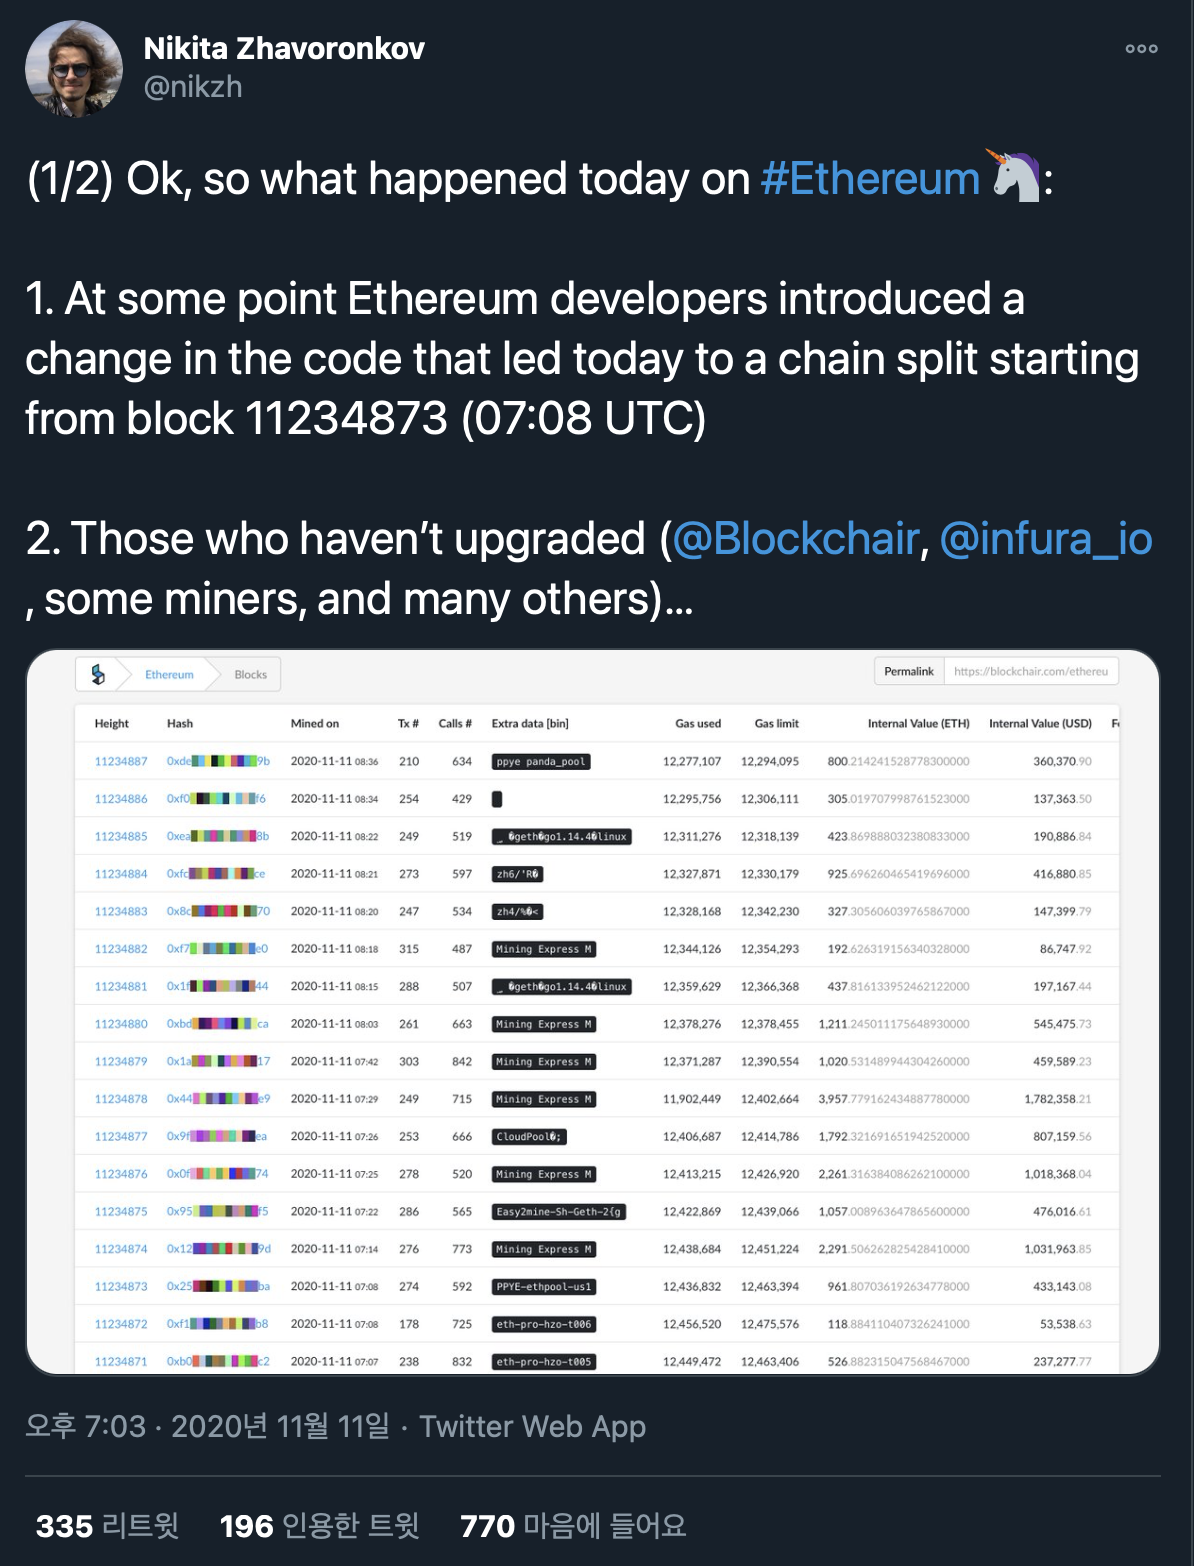 Nikita Zhavoronkov
@nikzh
(1/2) Ok, so what happened today on #Ethereum🦄:
1. At some point Ethereum developers introduced a
change in the code that led today to a chain split starting
from block 11234873 (07:08 UTC)
2. Those who haven't upgraded (@Blockchair, @infura_io
, some miners, and many others)...
Ethereum Blocks Permalink https://blockchair.com/ethereu
Height Hash Mined on Tx # Calls # Extra data [bin] Gas used Gas limit Internal Value (ETH) Internal Value (USD)
11234887 0xde 9b 2020-11-11 08:36 210 634 ppye panda_pool 12,277,107 12,294,095 800.214241528778300000 360,370.90
11234886 0xf0 f6 2020-11-11 08:34 254 429 12,295,756 12,306,111 305.019707998761523000 137,363.50
11234885 0xea 8b 2020-11-11 08:22 249 519 _ �geth�go1.14.4�linux 12,311,276 12,318,139 423.869888032380833000 190,886.84
11234884 0xfc ce 2020-11-11 08:21 273 597 zh6/'R� 12,327,871 12,330,179 925.696260465419696000 416,880.85
11234883 0x8c 70 2020-11-11 08:20 247 534 zh4/%�< 12,328,168 12,342,230 327.305606039765867000 147,399.79
11234882 0xf7 e0 2020-11-11 08:18 315 487 Mining Express M 12,344,126 12,354,293 192.626319156340328000 86,747.92
11234881 0x1f 44 2020-11-11 08:15 288 507 _ �geth�go1.14.4�linux 12,359,629 12,366,368 437.816133952462122000 197,167.44
11234880 0xbd ca 2020-11-11 08:03 261 663 Mining Express M 12,378,276 12,378,455 1,211.245011175648930000 545,475.73
11234879 0x1a 17 2020-11-11 07:42 303 842 Mining Express M 12,371,287 12,390,554 1,020.531489944304260000 459,589.23
11234878 0x44 e9 2020-11-11 07:29 249 715 Mining Express M 11,902,449 12,402,664 3,957.779162434887780000 1,782,358.21
11234877 0x9f ea 2020-11-11 07:26 253 666 CloudPool�; 12,406,687 12,414,786 1,792.321691651942520000 807,159.56
11234876 0x0f 74 2020-11-11 07:25 278 520 Mining Express M 12,413,215 12,426,920 2,261.316384086262100000 1,018,368.04
11234875 0x95 f5 2020-11-11 07:22 286 565 Easy2mine-Sh-Geth-2{g 12,422,869 12,439,066 1,057.008963647865600000 476,016.61
11234874 0x12 9d 2020-11-11 07:14 276 773 Mining Express M 12,438,684 12,451,224 2,291.506262825428410000 1,031,963.85
11234873 0x25 ba 2020-11-11 07:08 274 592 PPYE-ethpool-us1 12,436,832 12,463,394 961.807036192634778000 433,143.08
11234872 0xf1 b8 2020-11-11 07:08 178 725 eth-pro-hzo-t006 12,456,520 12,475,576 118.884110407326241000 53,538.63
11234871 0xb0 c2 2020-11-11 07:07 238 832 eth-pro-hzo-t005 12,449,472 12,463,406 526.882315047568467000 237,277.77
오후 7:03 · 2020년 11월 11일 · Twitter Web App
335 리트윗 196 인용한 트윗 770 마음에 들어요